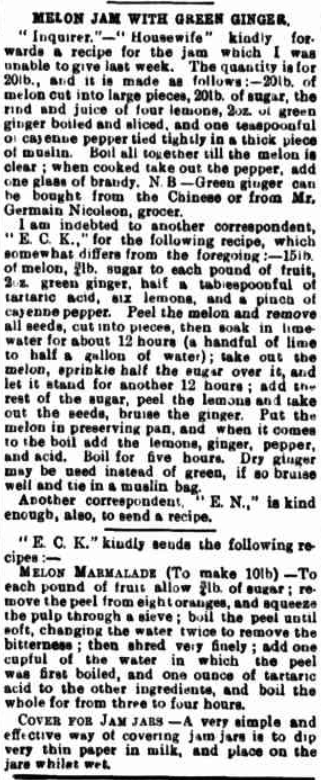 MELON JAM WITH GREEN GINGER.
"Inquirer."—"Housewife" kindly for-
wards a recipe for the jam which I was
unable to give last week. The quantity is for
20lb., and it is made as follows:—20lb. of
melon cut into large pieces, 20lb. of sugar, the
rind and juice of four lemons, 2oz. of green
ginger boiled and sliced, and one teaspoonful
of cayenne pepper tied tightly in a thick piece
of muslin. Boil all together till the melon is
clear; when cooked take out the pepper, add
one glass of brandy. N.B—Green ginger can
be bought from the Chinese or from Mr.
Germain Nicolson, grocer.
I am indebted to another correspondent,
"E. C. K.," for the following recipe, which
somewhat differs from the foregoing:—15lb.
of melon, ¾lb. sugar to each pound of fruit,
2oz. green ginger, half a tablespoonful of
tartaric acid, six lemons, and a pinch of
cayenne pepper. Peel the melon and remove
all seeds, cut into pieces, then soak in lime-
water for about 12 hours (a handful of lime
to half a gallon of water); take out the
melon, sprinkle half the sugar over it, and
let it stand for another 12 hours; add the
rest of the sugar, peel the lemons and take
out the seeds, bruise the ginger. Put the
melon in preserving pan, and when it comes
to the boil add the lemons, ginger, pepper,
and acid. Boil for five hours. Dry ginger
may be used instead of green, if so bruise
well and tie in a muslin bag.
Another correspondent, "E. N.," is kind
enough, also, to send a recipe.
"E. C. K." kindly sends the following re-
cipes:—
MELON MARMALADE (To make 10lb)—To
each pound of fruit allow ¾lb. of sugar; re-
move the peel from eight oranges, and squeeze
the pulp through a sieve; boil the peel until
soft, changing the water twice to remove the
bitterness; then shred very finely; add one
cupful of the water in which the peel
was first boiled, and one ounce of tartaric
acid to the other ingredients, and boil the
whole for from three to four hours.
COVER FOR JAM JARS—A very simple and
effective way of covering jam jars is to dip
very thin paper in milk, and place on the
jars whilst wet.